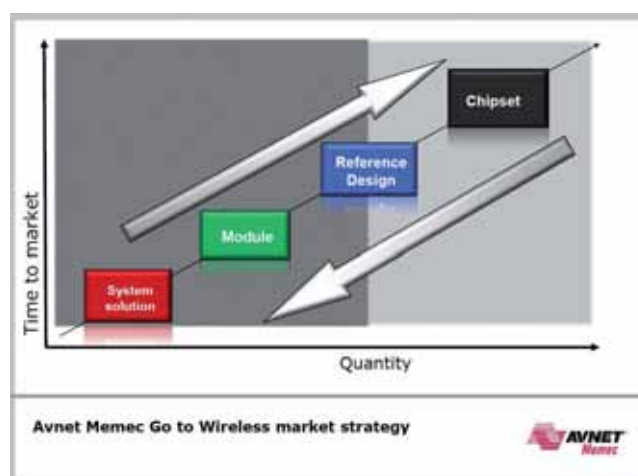 Time to market
Chipset
Reference
Design
Module
System
solution
Quantity
Avnet Memec Go to Wireless market strategy
AVNET
Memec